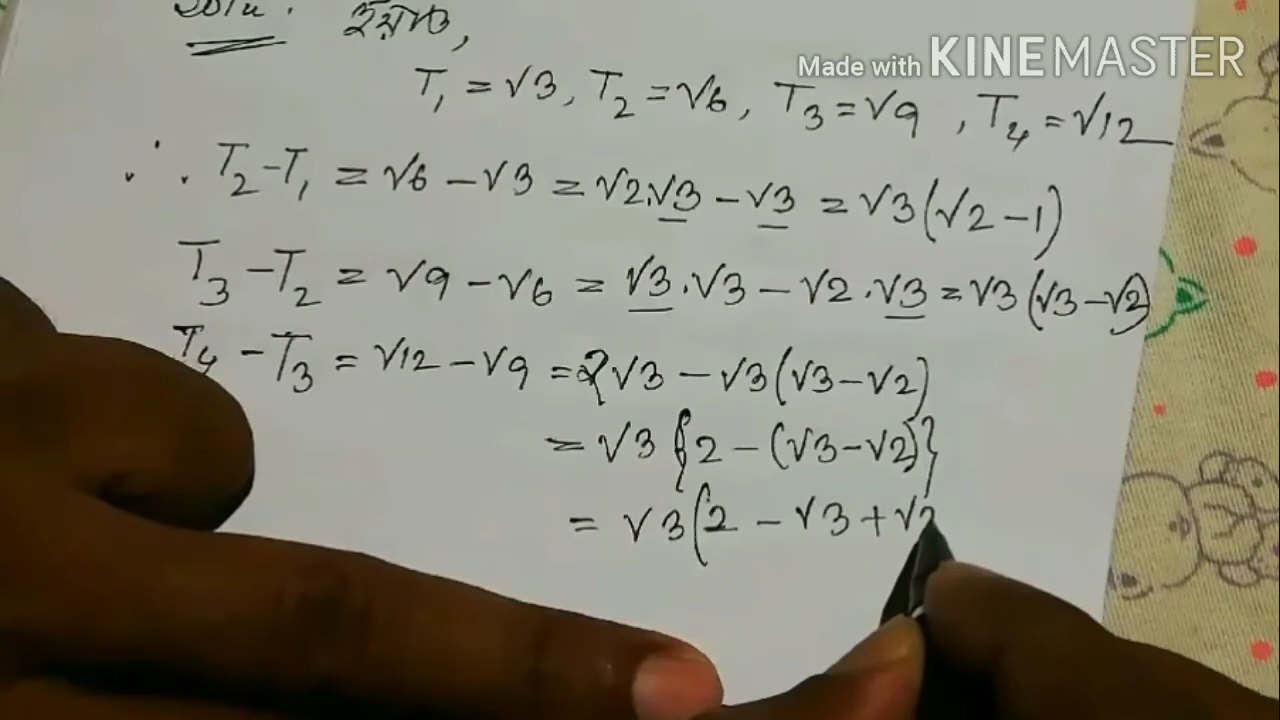 Made with KINEMASTER
Soln:
T₁ = √3, T₂ = √6, T₃ = √9, T₄ = √12
∴ T₂ - T₁ = √6 - √3 = √2.√3 - √3 = √3(√2 - 1)
T₃ - T₂ = √9 - √6 = √3.√3 - √2.√3 = √3(√3 - √2)
T₄ - T₃ = √12 - √9 = 2√3 - √3(√3 - √2)
= √3{2 - (√3 - √2)}
= √3(2 - √3 + √2